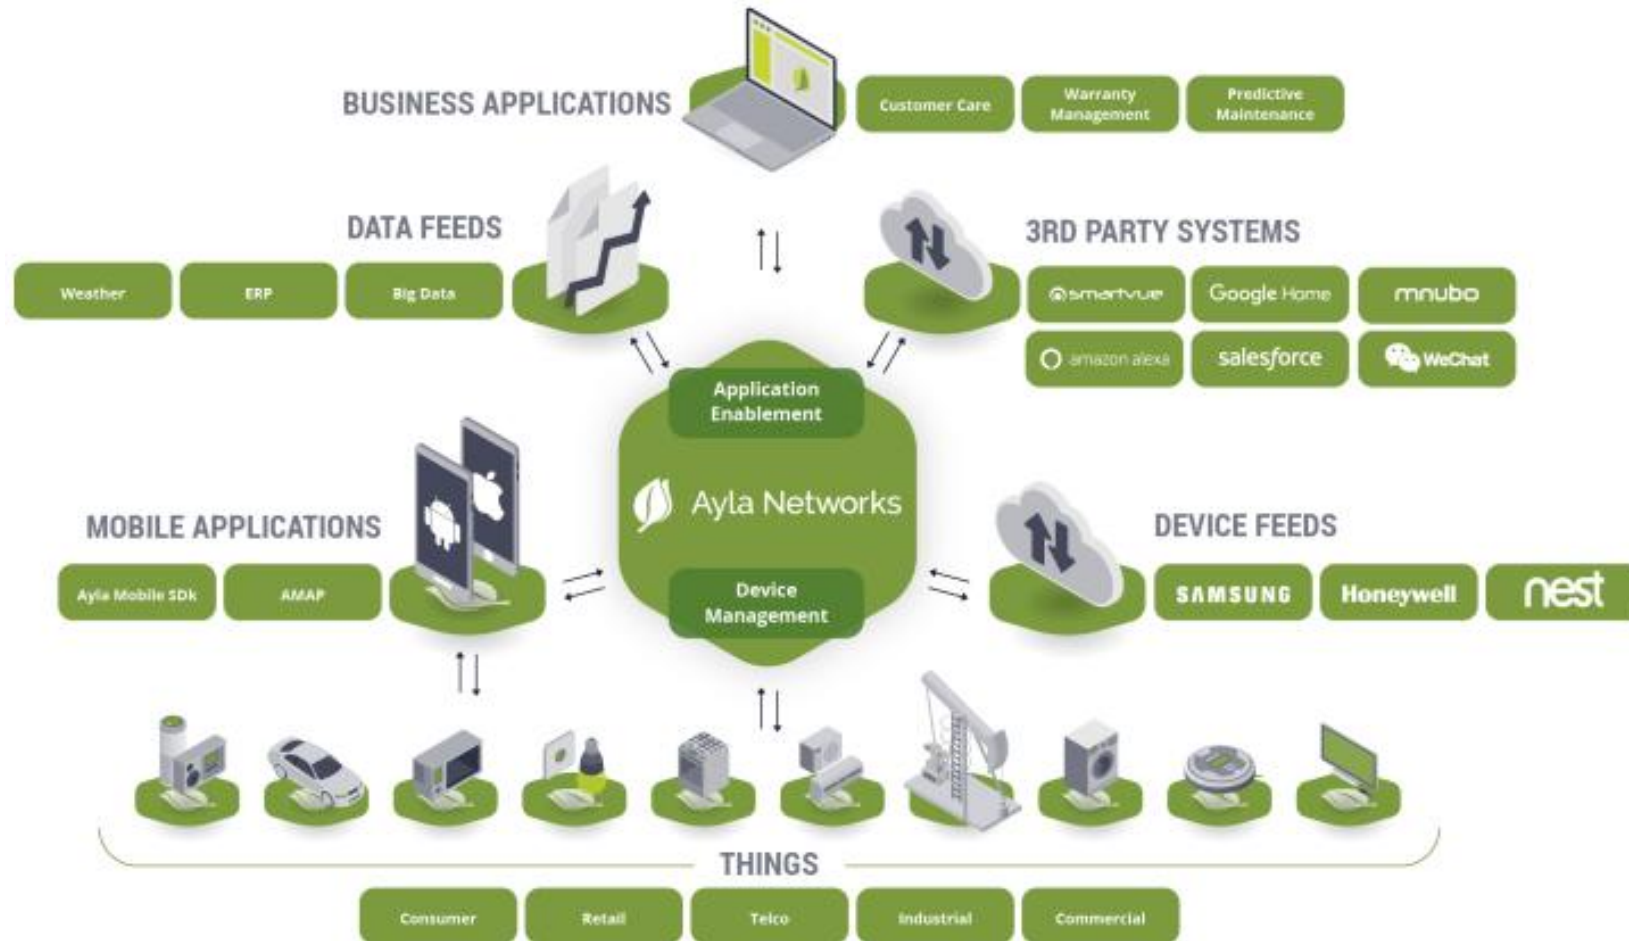 BUSINESS APPLICATIONS
Customer Care
Warranty
Management
Predictive
Maintenance
DATA FEEDS
Weather
ERP
Big Data
3RD PARTY SYSTEMS
smartvue
Google Home
mnubo
amazon alexa
salesforce
WeChat
Application
Enablement
Ayla Networks
Device
Management
MOBILE APPLICATIONS
Ayla Mobile SDk
AMAP
DEVICE FEEDS
SAMSUNG
Honeywell
nest
THINGS
Consumer
Retail
Telco
Industrial
Commercial